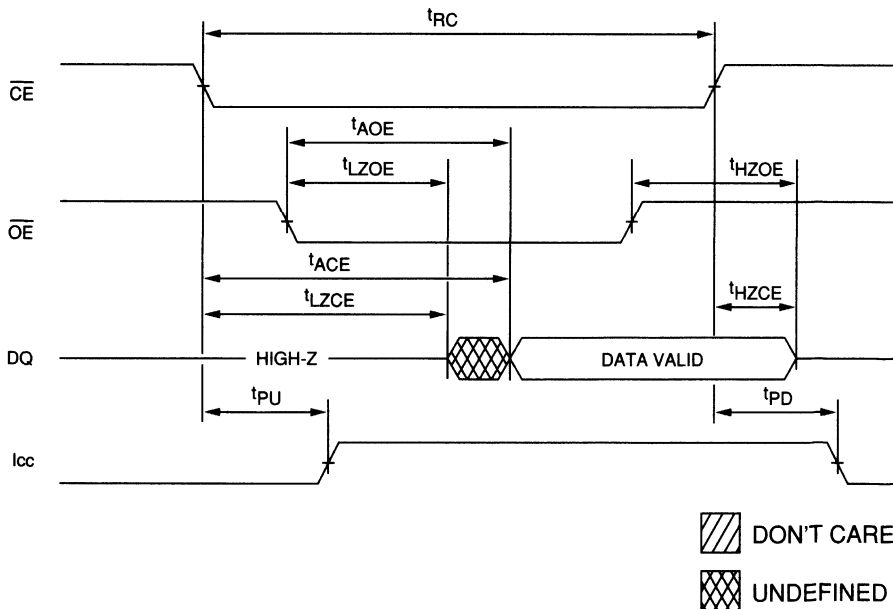 tRC
CE
tAOE
tLZOE
tHZOE
OE
tACE
tLZCE
tHZCE
DQ
HIGH-Z
DATA VALID
tPU
tPD
Icc
DON'T CARE
UNDEFINED